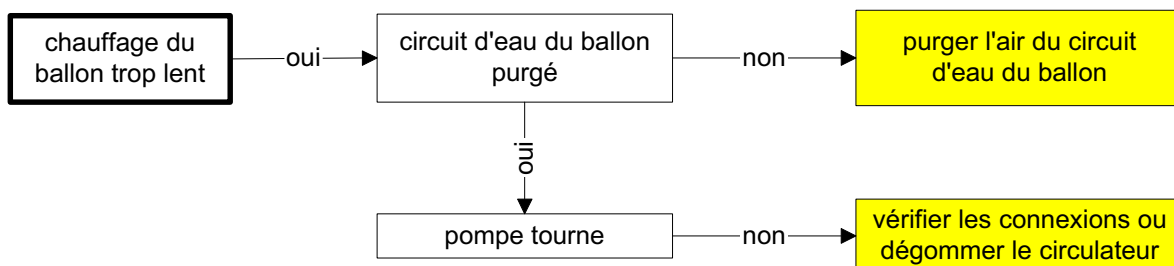 chauffage du
ballon trop lent
oui
circuit d'eau du ballon
purgé
non
purger l'air du circuit
d'eau du ballon
oui
pompe tourne
non
vérifier les connexions ou
dégommer le circulateur